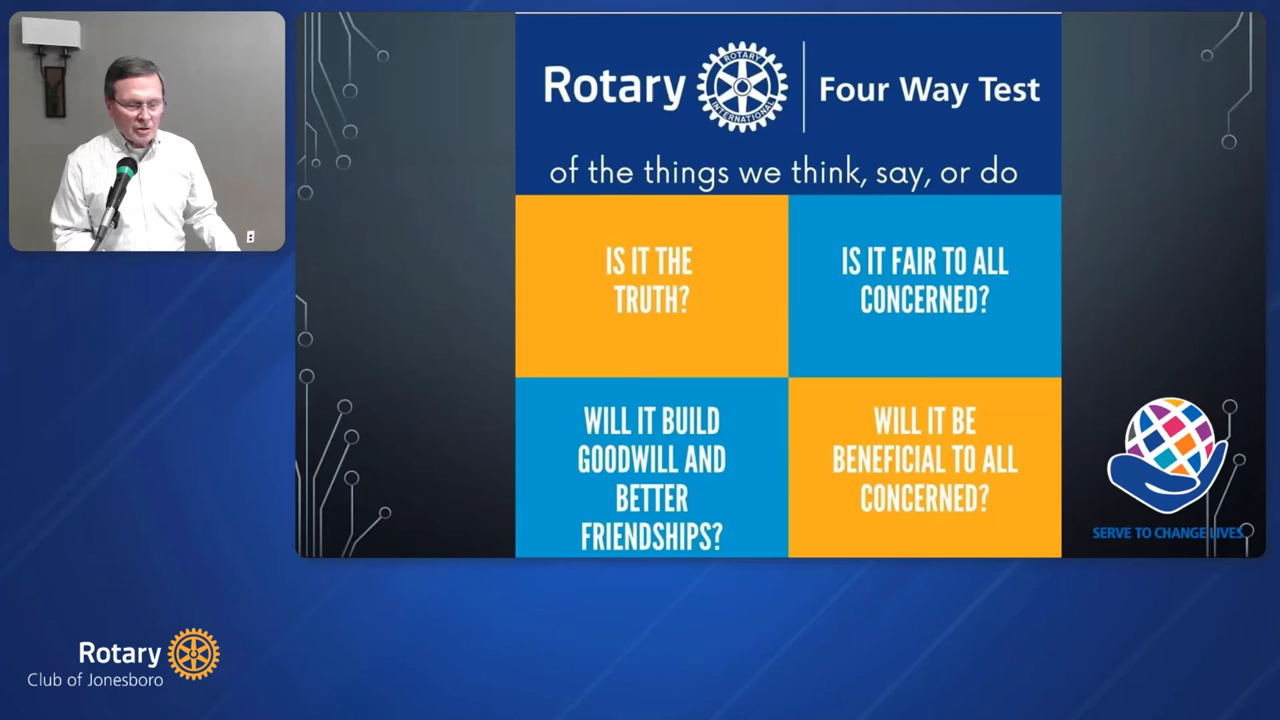 Rotary
ROTARY
INTERNATIONAL
Four Way Test
of the things we think, say, or do
IS IT THE
TRUTH?
IS IT FAIR TO ALL
CONCERNED?
WILL IT BUILD
GOODWILL AND
BETTER
FRIENDSHIPS?
WILL IT BE
BENEFICIAL TO ALL
CONCERNED?
SERVE TO CHANGE LIVES
Rotary
Club of Jonesboro